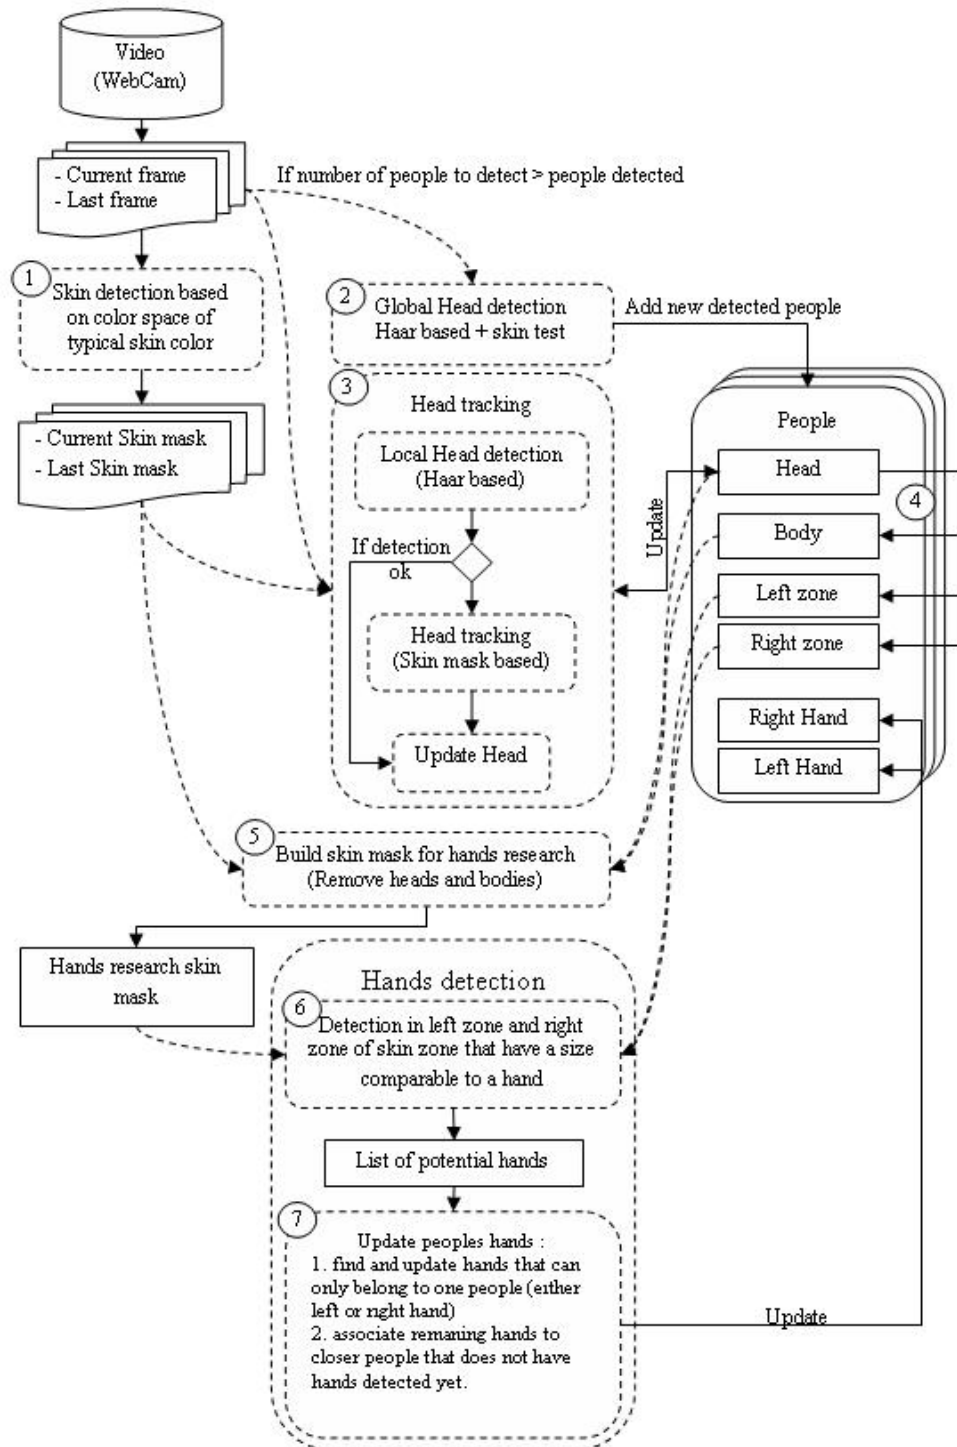 Video
(WebCam)
- Current frame
- Last frame
If number of people to detect > people detected
1
Skin detection based
on color space of
typical skin color
2
Global Head detection
Haar based + skin test
Add new detected people
- Current Skin mask
- Last Skin mask
3
Head tracking
Local Head detection
(Haar based)
If detection
ok
Head tracking
(Skin mask based)
Update Head
Update
People
Head
4
Body
Left zone
Right zone
Right Hand
Left Hand
5
Build skin mask for hands research
(Remove heads and bodies)
Hands research skin
mask
Hands detection
6
Detection in left zone and right
zone of skin zone that have a size
comparable to a hand
List of potential hands
7
Update peoples hands :
1. find and update hands that can
only belong to one people (either
left or right hand)
2. associate remaning hands to
closer people that does not have
hands detected yet.
Update